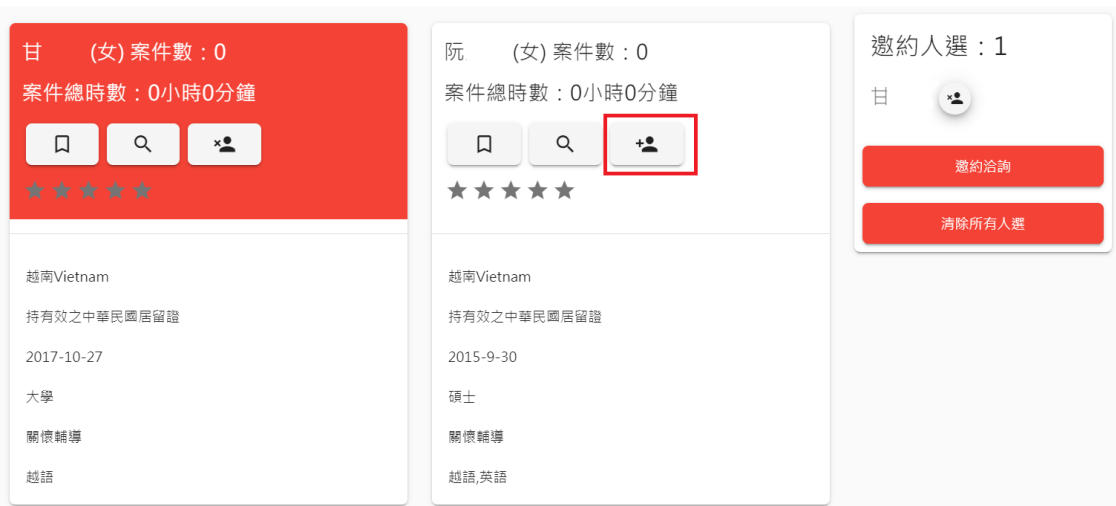 甘 (女) 案件數：0
案件總時數：0小時0分鐘
越南Vietnam
持有效之中華民國居留證
2017-10-27
大學
關懷輔導
越語
阮 (女) 案件數：0
案件總時數：0小時0分鐘
越南Vietnam
持有效之中華民國居留證
2015-9-30
碩士
關懷輔導
越語,英語
邀約人選：1
甘
邀約洽詢
清除所有人選